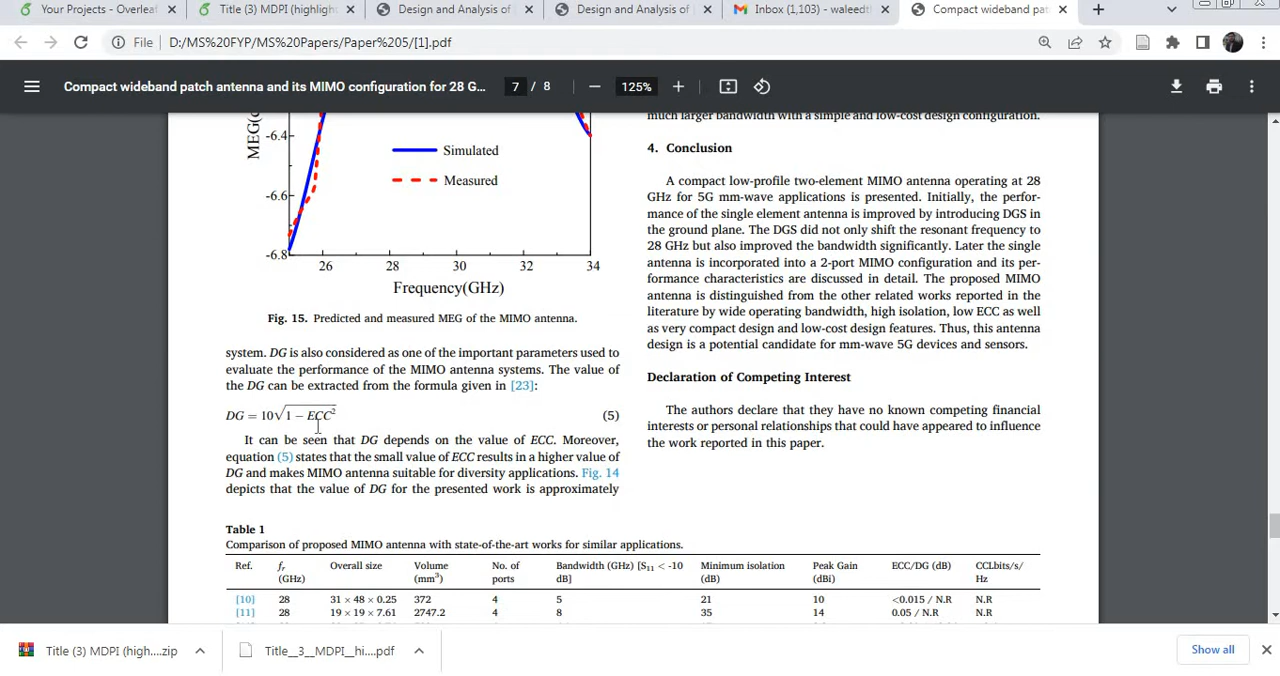 Your Projects - Overlea
Title (3) MDPI (highligh
Design and Analysis of
Design and Analysis of
Inbox (1,103) - waleedt
Compact wideband pat
File D:/MS%20FYP/MS%20Papers/Paper%205/[1].pdf
Compact wideband patch antenna and its MIMO configuration for 28 G... 7 / 8 125%
much larger bandwidth with a simple and low-cost design configuration.
MEG(
-6.4
-6.6
-6.8
Simulated
Measured
26 28 30 32 34
Frequency(GHz)
Fig. 15. Predicted and measured MEG of the MIMO antenna.
system. DG is also considered as one of the important parameters used to
evaluate the performance of the MIMO antenna systems. The value of
the DG can be extracted from the formula given in [23]:
DG = 10√1 − ECC² (5)
It can be seen that DG depends on the value of ECC. Moreover,
equation (5) states that the small value of ECC results in a higher value of
DG and makes MIMO antenna suitable for diversity applications. Fig. 14
depicts that the value of DG for the presented work is approximately
4. Conclusion
A compact low-profile two-element MIMO antenna operating at 28
GHz for 5G mm-wave applications is presented. Initially, the perfor-
mance of the single element antenna is improved by introducing DGS in
the ground plane. The DGS did not only shift the resonant frequency to
28 GHz but also improved the bandwidth significantly. Later the single
antenna is incorporated into a 2-port MIMO configuration and its per-
formance characteristics are discussed in detail. The proposed MIMO
antenna is distinguished from the other related works reported in the
literature by wide operating bandwidth, high isolation, low ECC as well
as very compact design and low-cost design features. Thus, this antenna
design is a potential candidate for mm-wave 5G devices and sensors.
Declaration of Competing Interest
The authors declare that they have no known competing financial
interests or personal relationships that could have appeared to influence
the work reported in this paper.
Table 1
Comparison of proposed MIMO antenna with state-of-the-art works for similar applications.
Ref. fr Overall size Volume No. of Bandwidth (GHz) [S11 < -10 Minimum isolation Peak Gain ECC/DG (dB) CCLbits/s/
(GHz) (mm³) ports dB] (dB) (dBi) Hz
[10] 28 31 × 48 × 0.25 372 4 5 21 10 <0.015 / N.R N.R
[11] 28 19 × 19 × 7.61 2747.2 4 8 35 14 0.05 / N.R N.R
Title (3) MDPI (high....zip
Title__3__MDPI__hi....pdf
Show all